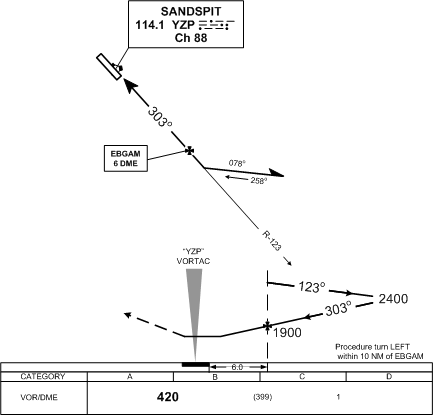 SANDSPIT
114.1 YZP
Ch 88
303°
EBGAM
6 DME
078°
258°
R-123
"YZP"
VORTAC
123°
2400
303°
1900
Procedure turn LEFT
within 10 NM of EBGAM
6.0
CATEGORY A B C D
VOR/DME 420 (399) 1